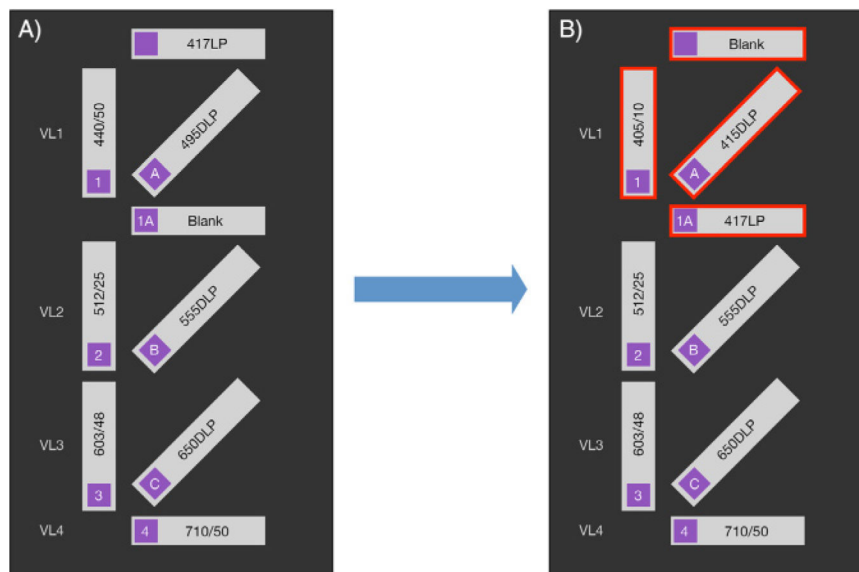 A)
417LP
VL1
440/50
1
495DLP
A
1A
Blank
VL2
512/25
2
555DLP
B
VL3
603/48
3
650DLP
C
VL4
4
710/50
B)
Blank
VL1
405/10
1
415DLP
A
1A
417LP
VL2
512/25
2
555DLP
B
VL3
603/48
3
650DLP
C
VL4
4
710/50